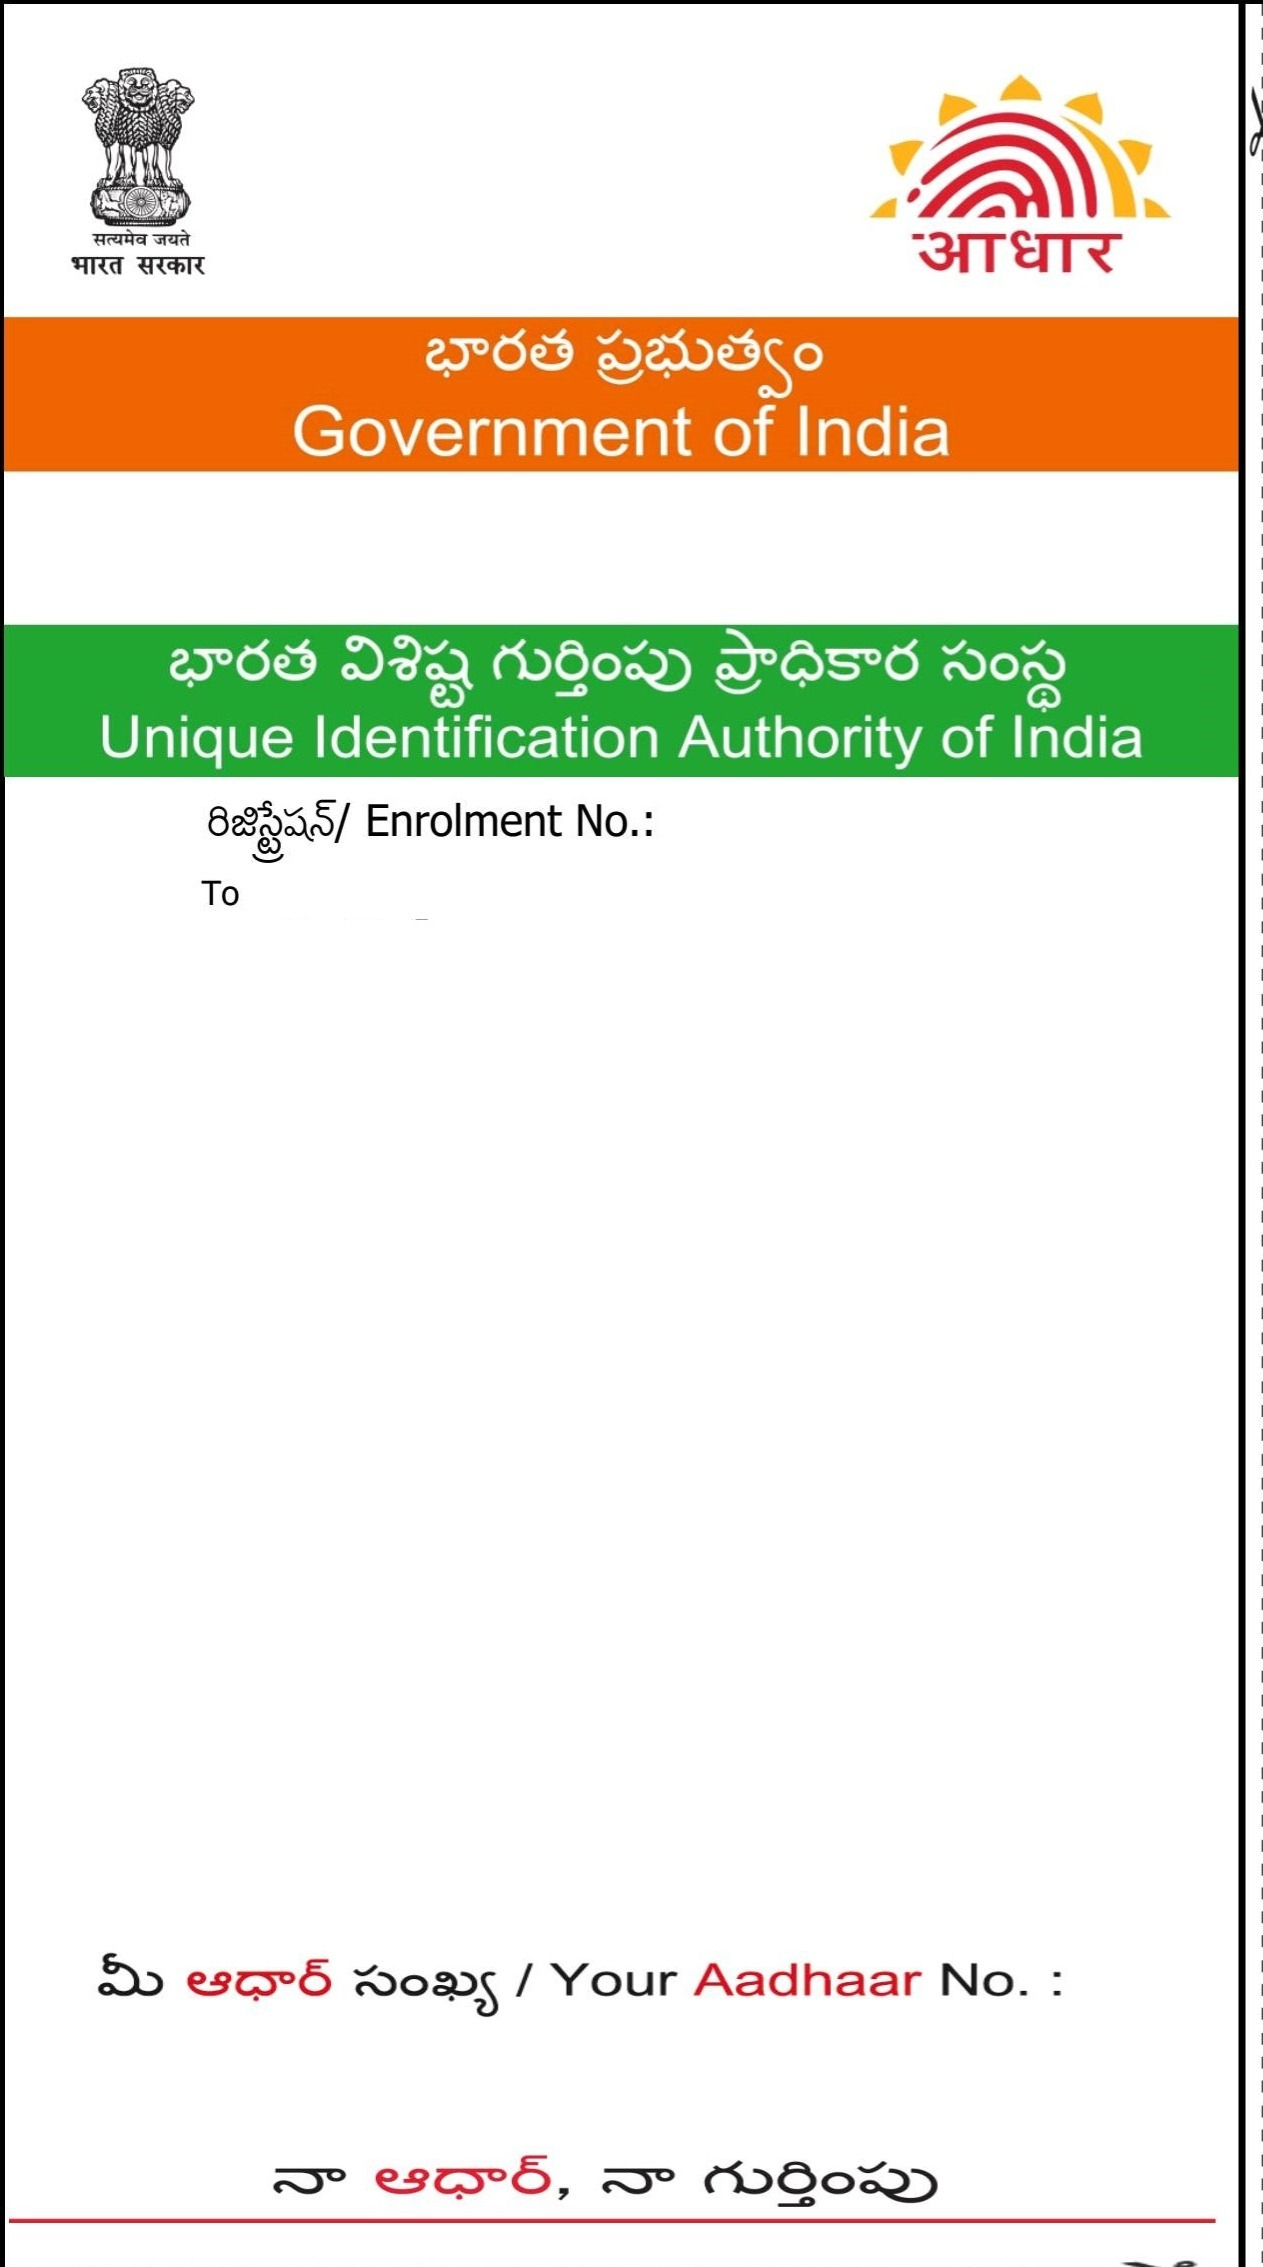 सत्यमेव जयते
भारत सरकार
आधार
భారత ప్రభుత్వం
Government of India
భారత విశిష్ట గుర్తింపు ప్రాధికార సంస్థ
Unique Identification Authority of India
రిజిస్ట్రేషన్/ Enrolment No.:
To
మీ ఆధార్ సంఖ్య / Your Aadhaar No. :
నా ఆధార్, నా గుర్తింపు